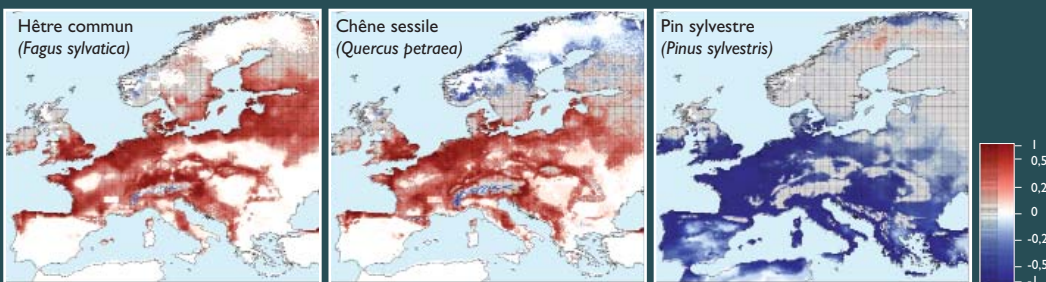 Hêtre commun
(Fagus sylvatica)
Chêne sessile
(Quercus petraea)
Pin sylvestre
(Pinus sylvestris)
1
0,5
0,2
0
-0,2
-0,5
-1